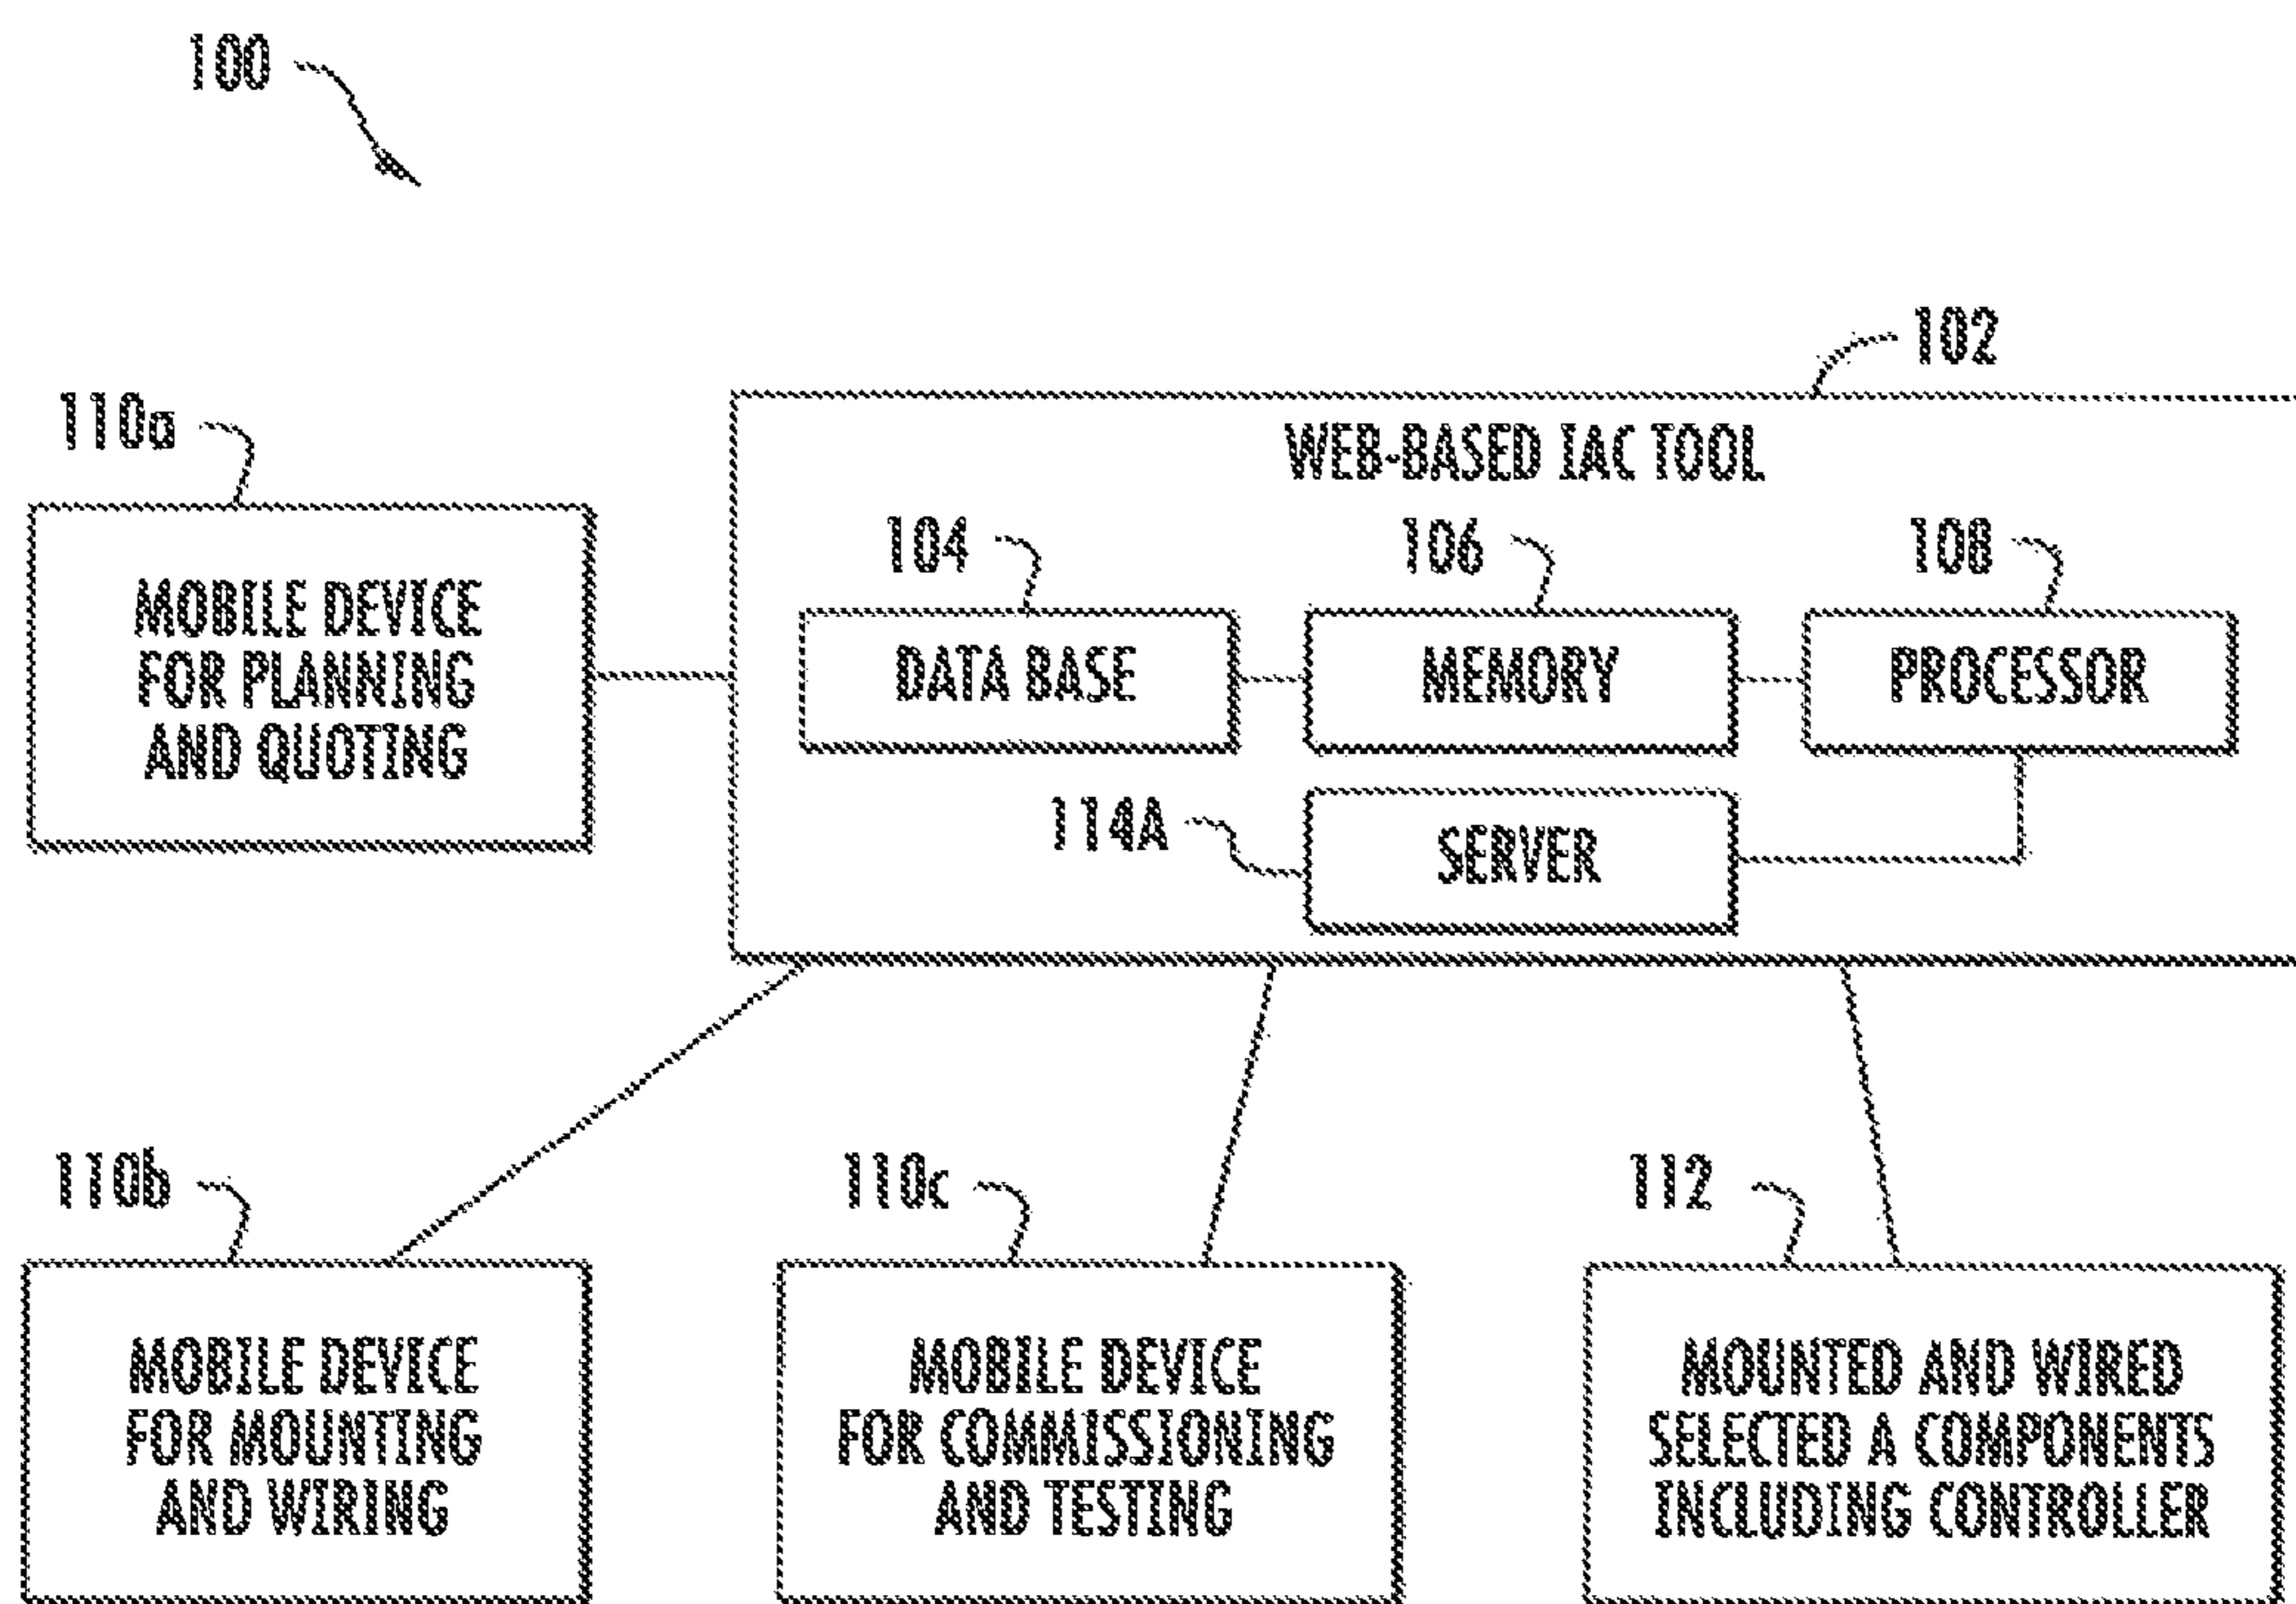 100
102
110a
WEB-BASED IAC TOOL
104
106
108
MOBILE DEVICE
FOR PLANNING
AND QUOTING
DATA BASE
MEMORY
PROCESSOR
114A
SERVER
110b
110c
112
MOBILE DEVICE
FOR MOUNTING
AND WIRING
MOBILE DEVICE
FOR COMMISSIONING
AND TESTING
MOUNTED AND WIRED
SELECTED A COMPONENTS
INCLUDING CONTROLLER